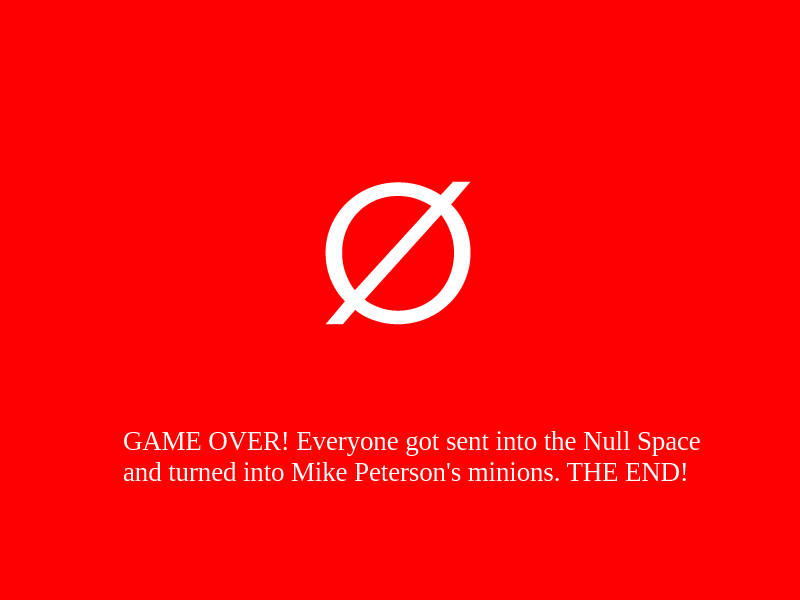 Ø
GAME OVER! Everyone got sent into the Null Space
and turned into Mike Peterson's minions. THE END!